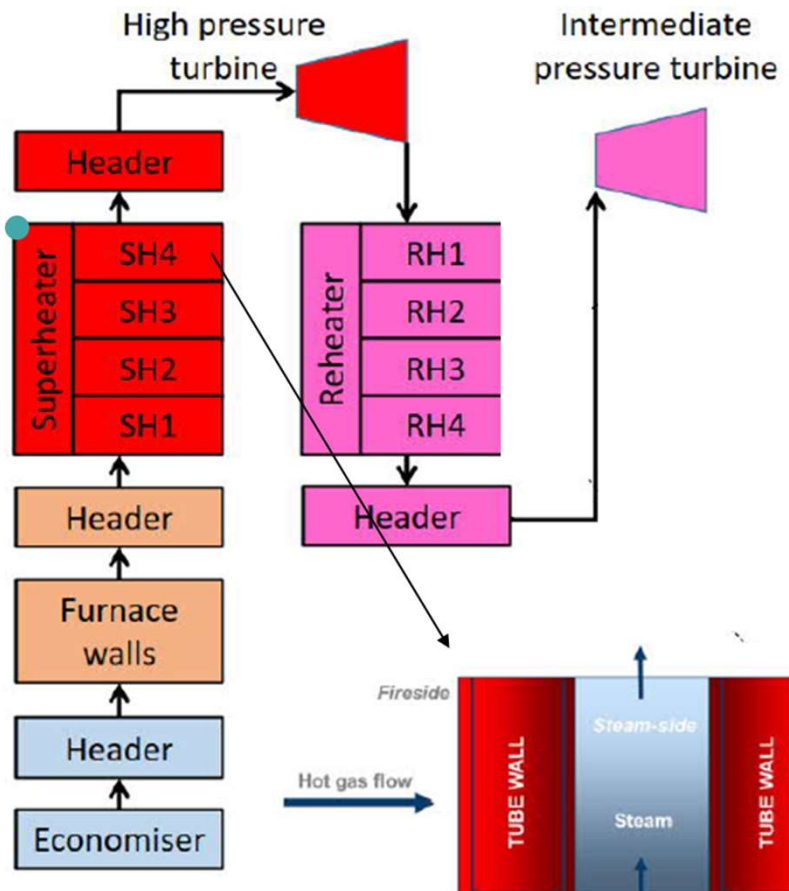 High pressure
turbine
Intermediate
pressure turbine
Header
Superheater
SH4
SH3
SH2
SH1
Reheater
RH1
RH2
RH3
RH4
Header
Header
Furnace
walls
Header
Economiser
Fireside
Hot gas flow
TUBE WALL
Steam-side
Steam
TUBE WALL